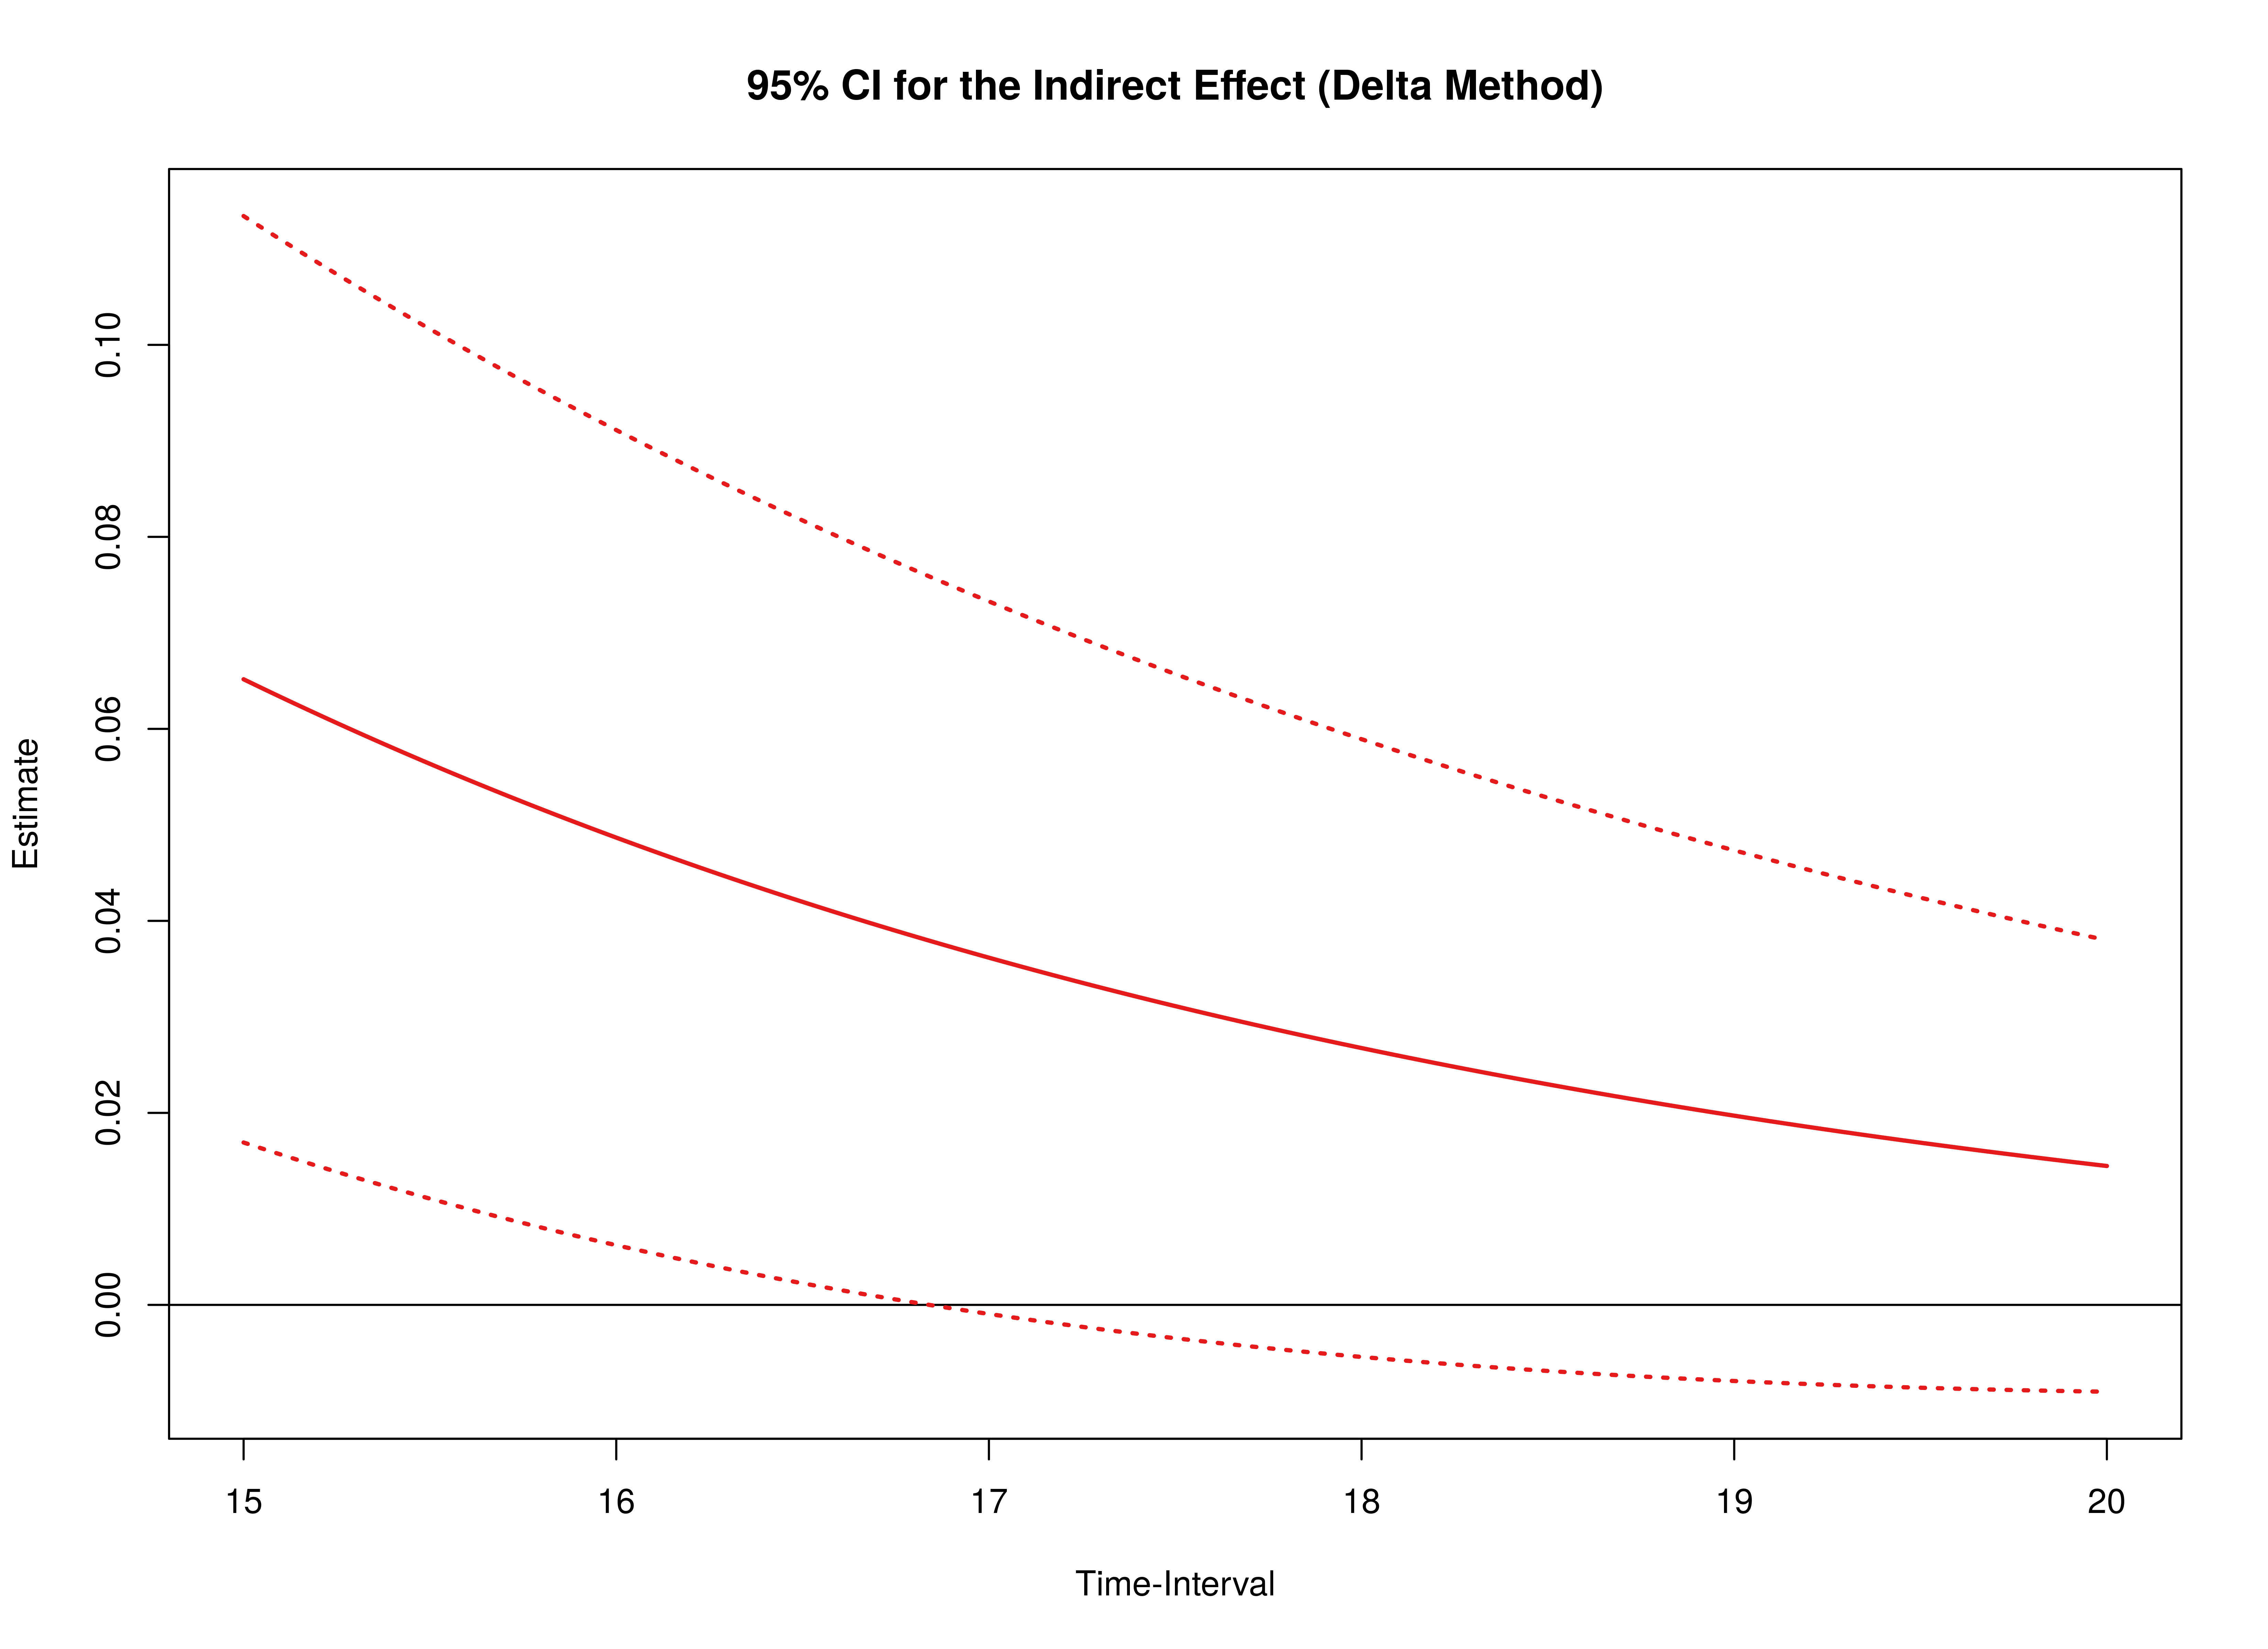 95% CI for the Indirect Effect (Delta Method)
Estimate
0.10
0.08
0.06
0.04
0.02
0.00
15 16 17 18 19 20
Time-Interval